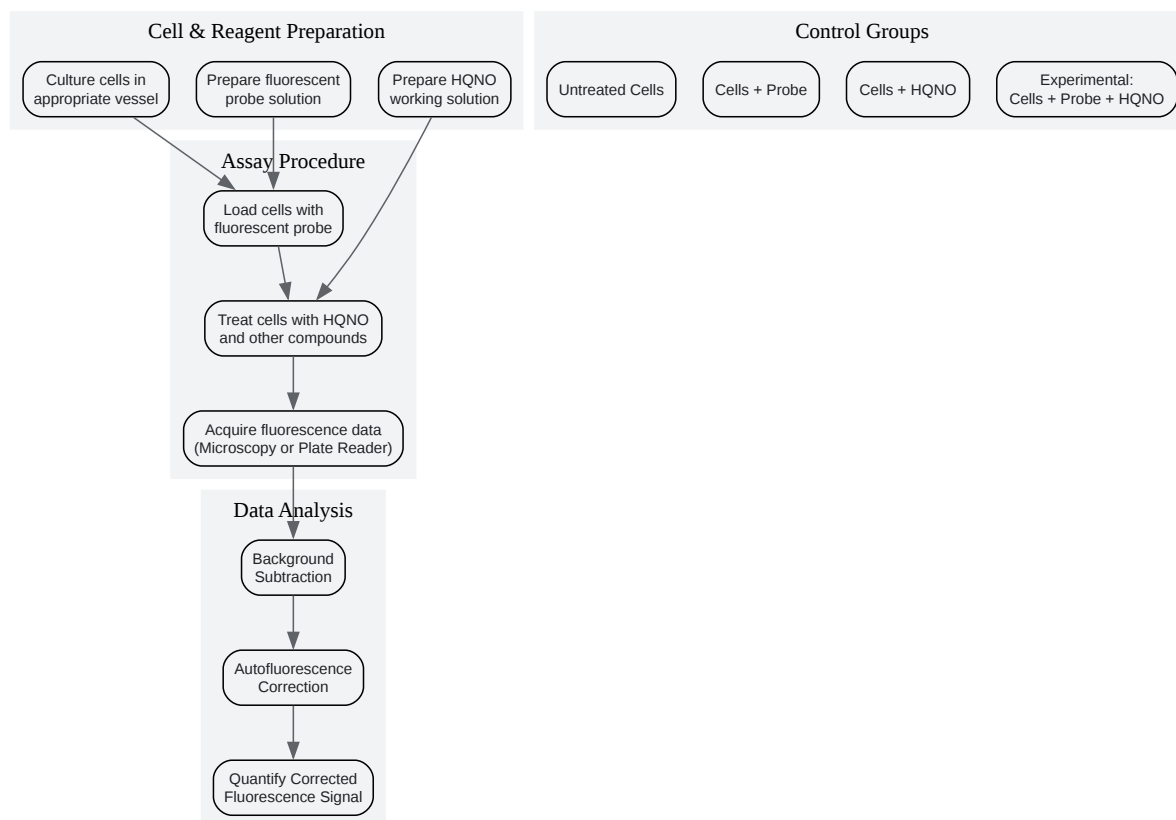 Cell & Reagent Preparation
Control Groups
Culture cells in
appropriate vessel
Prepare fluorescent
probe solution
Prepare HQNO
working solution
Untreated Cells
Cells + Probe
Cells + HQNO
Experimental:
Cells + Probe + HQNO
Assay Procedure
Load cells with
fluorescent probe
Treat cells with HQNO
and other compounds
Acquire fluorescence data
(Microscopy or Plate Reader)
Data Analysis
Background
Subtraction
Autofluorescence
Correction
Quantify Corrected
Fluorescence Signal